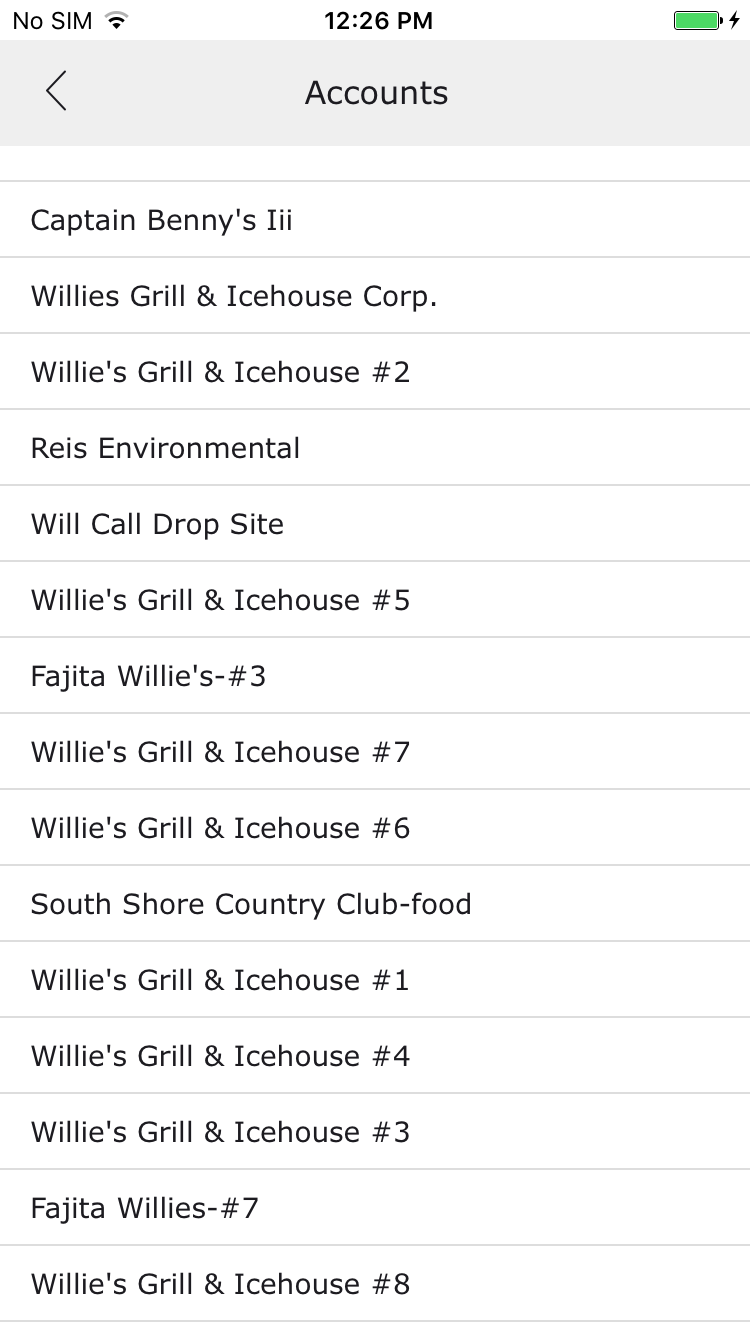 No SIM 12:26 PM
Accounts
Captain Benny's Iii
Willies Grill & Icehouse Corp.
Willie's Grill & Icehouse #2
Reis Environmental
Will Call Drop Site
Willie's Grill & Icehouse #5
Fajita Willie's-#3
Willie's Grill & Icehouse #7
Willie's Grill & Icehouse #6
South Shore Country Club-food
Willie's Grill & Icehouse #1
Willie's Grill & Icehouse #4
Willie's Grill & Icehouse #3
Fajita Willies-#7
Willie's Grill & Icehouse #8